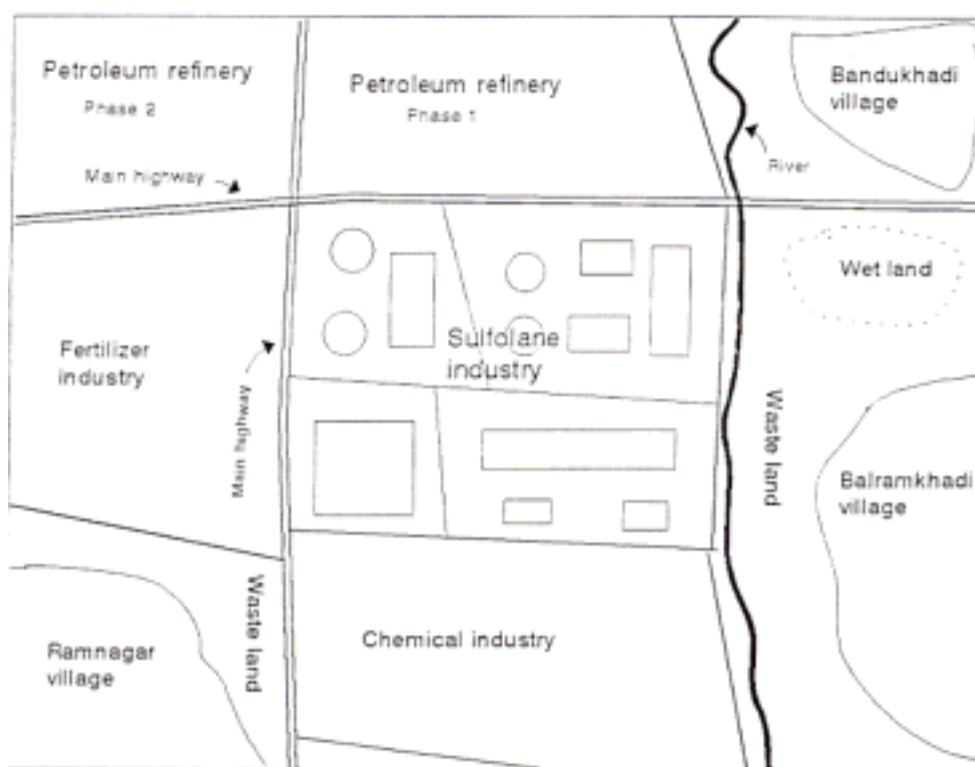 Petroleum refinery
Phase 2
Petroleum refinery
Phase 1
Bandukhadi
village
Main highway
River
Wet land
Fertilizer
industry
Sulfolane
industry
Main highway
Waste land
Balramkhadi
village
Waste land
Ramnagar
village
Chemical industry